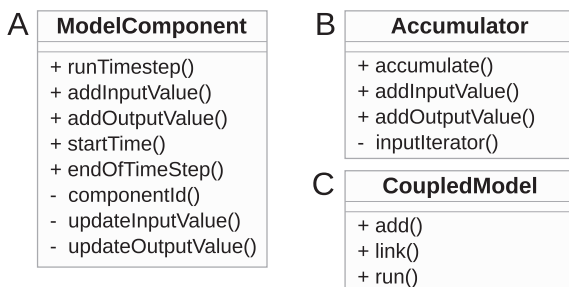 A
ModelComponent
+ runTimestep()
+ addInputValue()
+ addOutputValue()
+ startTime()
+ endOfTimeStep()
- componentId()
- updateInputValue()
- updateOutputValue()
B
Accumulator
+ accumulate()
+ addInputValue()
+ addOutputValue()
- inputIterator()
C
CoupledModel
+ add()
+ link()
+ run()